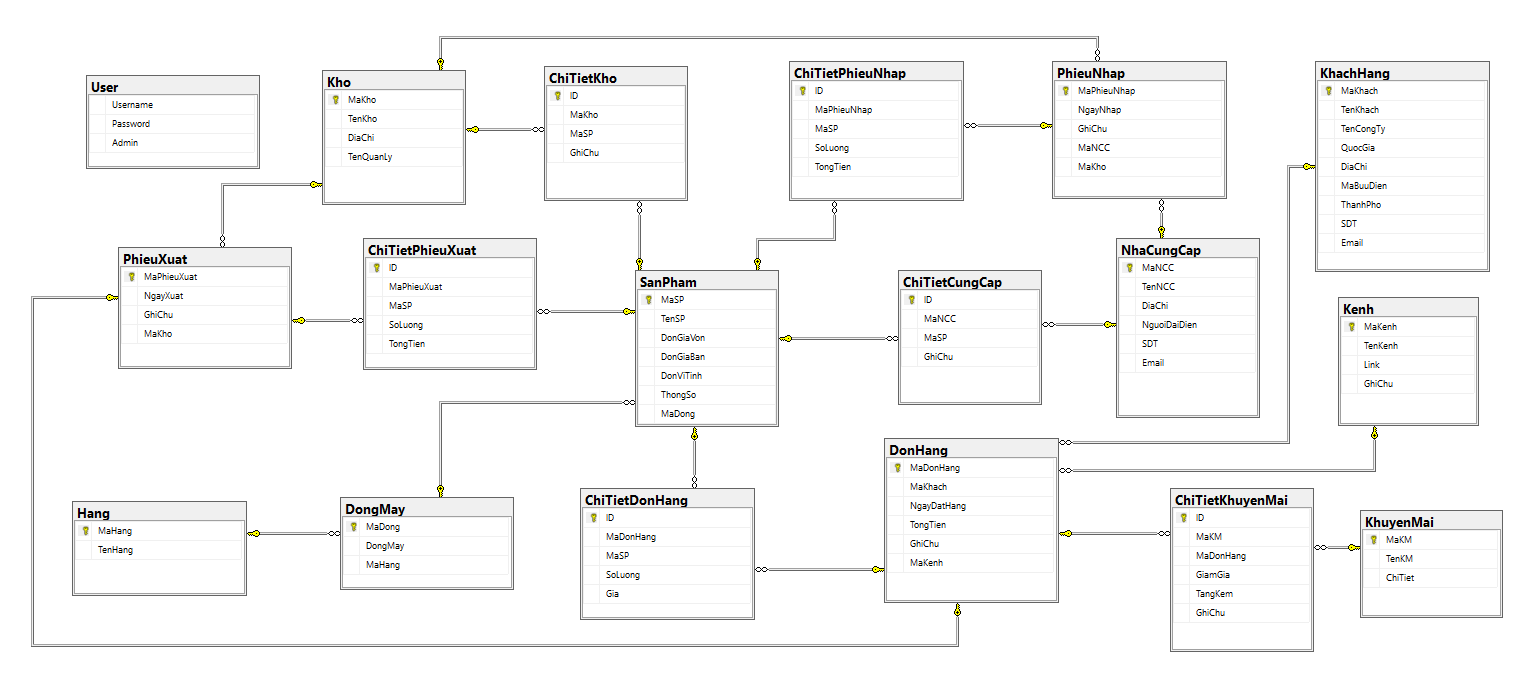 User
Username
Password
Admin
Kho
MaKho
TenKho
DiaChi
TenQuanLy
ChiTietKho
ID
MaKho
MaSP
GhiChu
ChiTietPhieuNhap
ID
MaPhieuNhap
MaSP
SoLuong
TongTien
PhieuNhap
MaPhieuNhap
NgayNhap
GhiChu
MaNCC
MaKho
KhachHang
MaKhach
TenKhach
TenCongTy
QuocGia
DiaChi
MaBuuDien
ThanhPho
SDT
Email
PhieuXuat
MaPhieuXuat
NgayXuat
GhiChu
MaKho
ChiTietPhieuXuat
ID
MaPhieuXuat
MaSP
SoLuong
TongTien
SanPham
MaSP
TenSP
DonGiaVon
DonGiaBan
DonViTinh
ThongSo
MaDong
ChiTietCungCap
ID
MaNCC
MaSP
GhiChu
NhaCungCap
MaNCC
TenNCC
DiaChi
NguoiDaiDien
SDT
Email
Kenh
MaKenh
TenKenh
Link
GhiChu
Hang
MaHang
TenHang
DongMay
MaDong
DongMay
MaHang
ChiTietDonHang
ID
MaDonHang
MaSP
SoLuong
Gia
DonHang
MaDonHang
MaKhach
NgayDatHang
TongTien
GhiChu
MaKenh
ChiTietKhuyenMai
ID
MaKM
MaDonHang
GiamGia
TangKem
GhiChu
KhuyenMai
MaKM
TenKM
ChiTiet